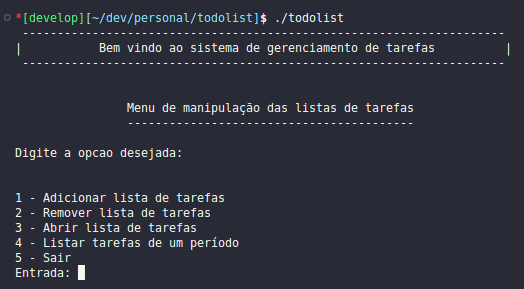 *[develop][~/dev/personal/todolist]$ ./todolist
---------------------------------------------------------------------
|           Bem vindo ao sistema de gerenciamento de tarefas          |
---------------------------------------------------------------------
Menu de manipulação das listas de tarefas
-----------------------------------------
Digite a opcao desejada:
1 - Adicionar lista de tarefas
2 - Remover lista de tarefas
3 - Abrir lista de tarefas
4 - Listar tarefas de um período
5 - Sair
Entrada: